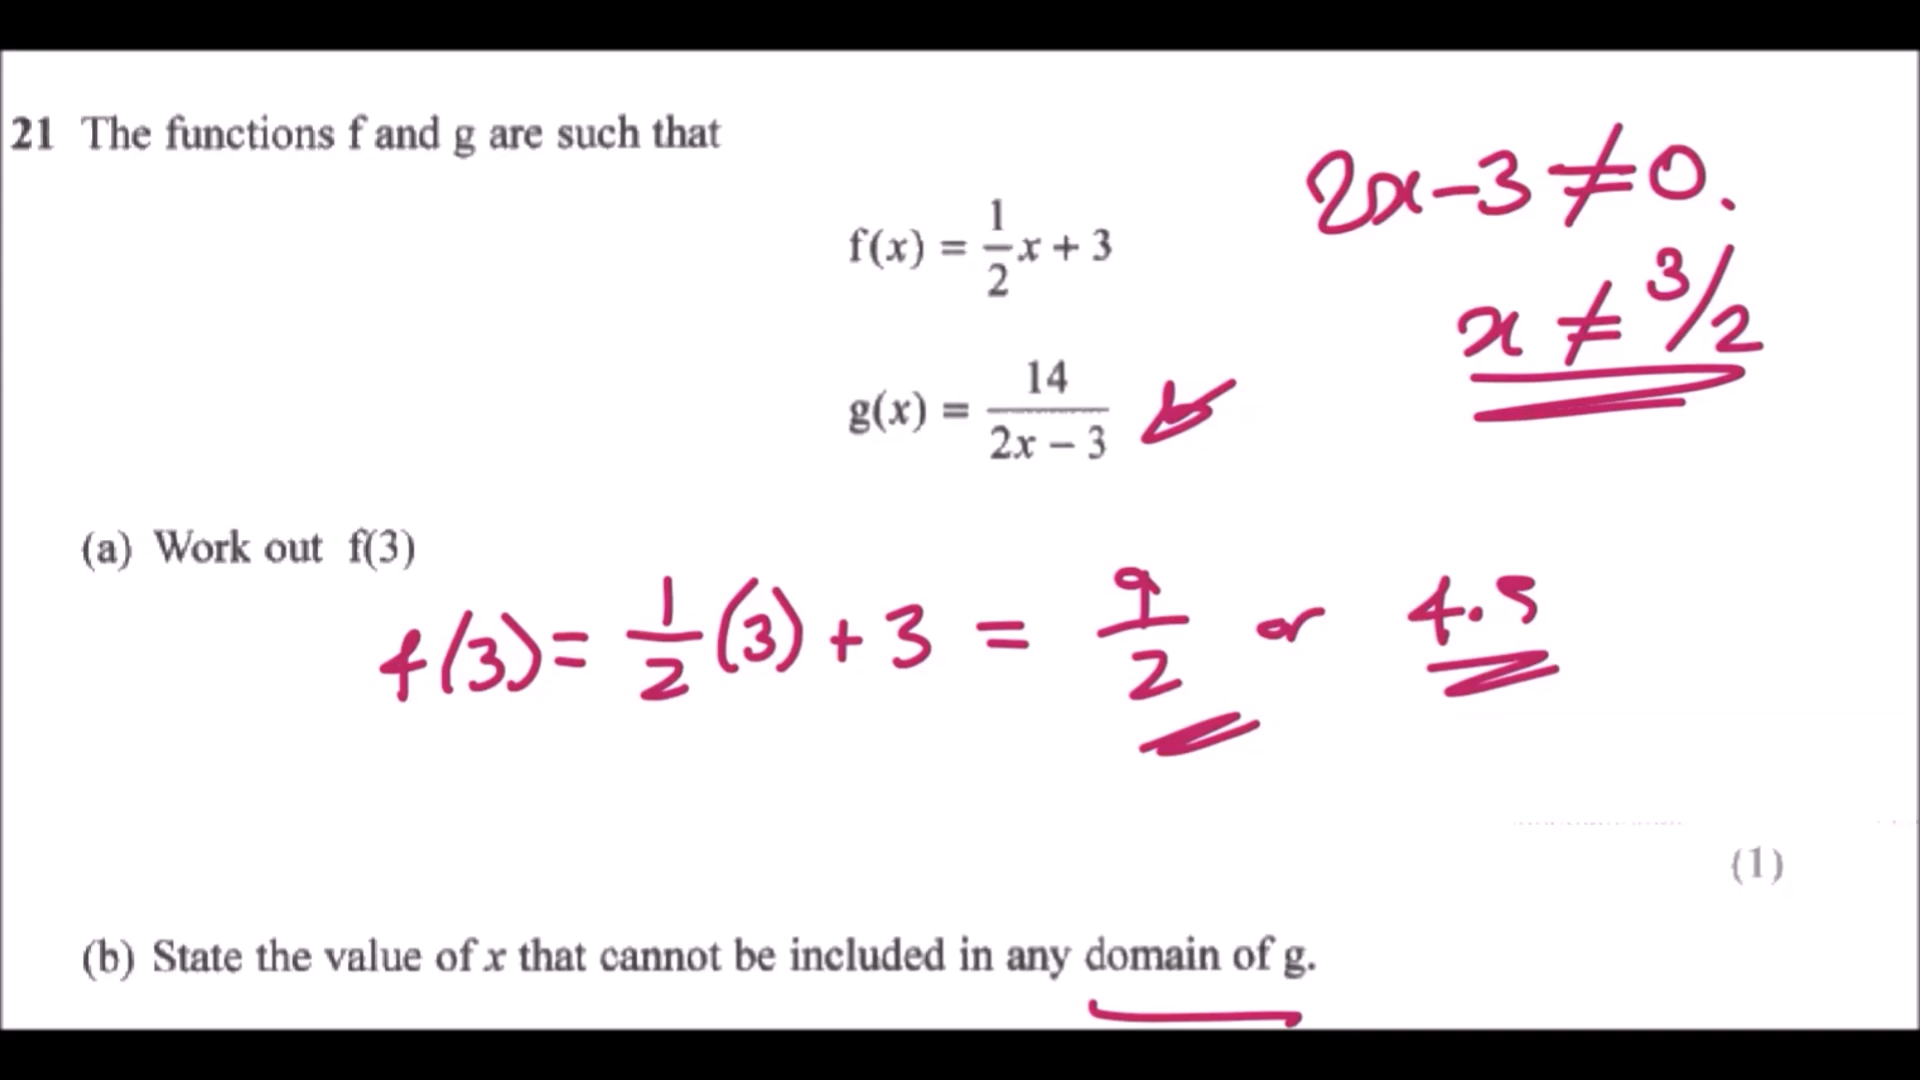 21 The functions f and g are such that
2x-3≠0.
f(x) = 1/2 x + 3
x ≠ 3/2
g(x) = 14/(2x − 3)
(a) Work out f(3)
f(3) = 1/2 (3) + 3 = 9/2 or 4.5
(1)
(b) State the value of x that cannot be included in any domain of g.